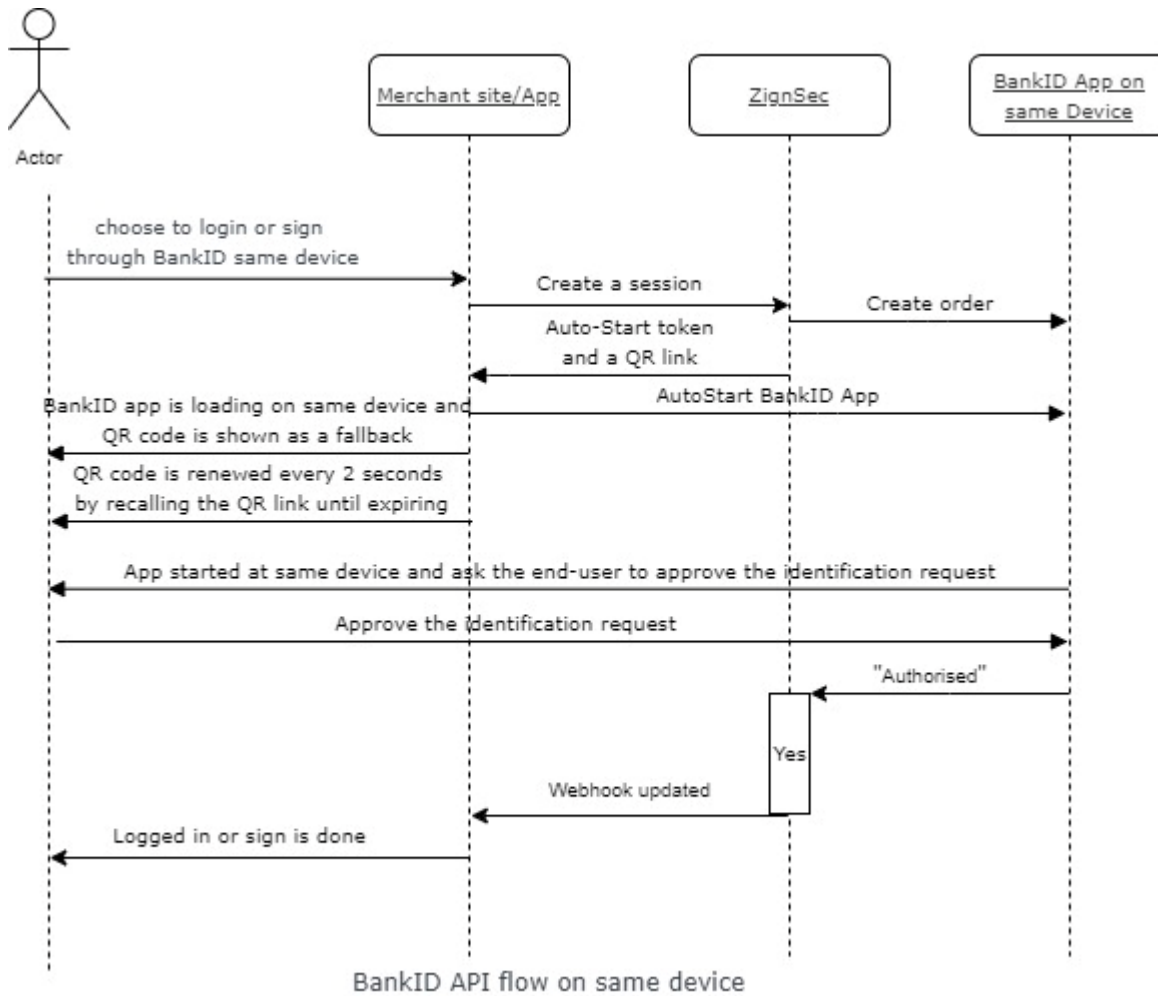 Actor
Merchant site/App
ZignSec
BankID App on
same Device
choose to login or sign
through BankID same device
Create a session
Create order
Auto-Start token
and a QR link
AutoStart BankID App
BankID app is loading on same device and
QR code is shown as a fallback
QR code is renewed every 2 seconds
by recalling the QR link until expiring
App started at same device and ask the end-user to approve the identification request
Approve the identification request
"Authorised"
Yes
Webhook updated
Logged in or sign is done
BankID API flow on same device